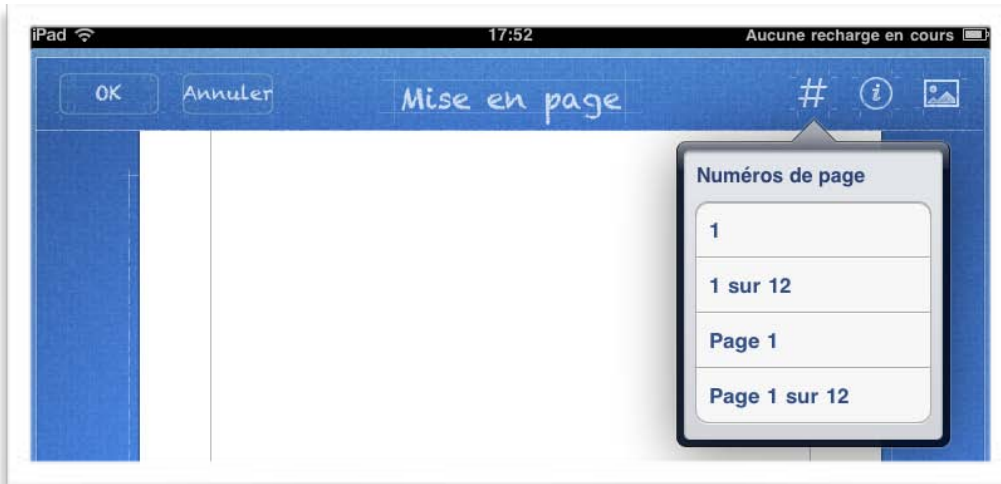 iPad 17:52 Aucune recharge en cours
OK Annuler Mise en page #
Numéros de page
1
1 sur 12
Page 1
Page 1 sur 12